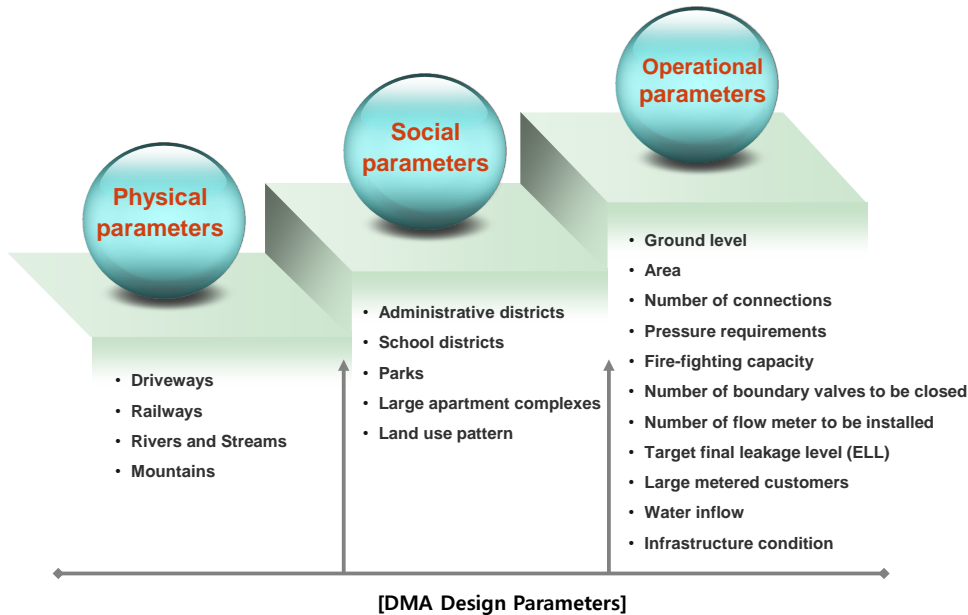 Physical
parameters
• Driveways
• Railways
• Rivers and Streams
• Mountains
Social
parameters
• Administrative districts
• School districts
• Parks
• Large apartment complexes
• Land use pattern
Operational
parameters
• Ground level
• Area
• Number of connections
• Pressure requirements
• Fire-fighting capacity
• Number of boundary valves to be closed
• Number of flow meter to be installed
• Target final leakage level (ELL)
• Large metered customers
• Water inflow
• Infrastructure condition
[DMA Design Parameters]